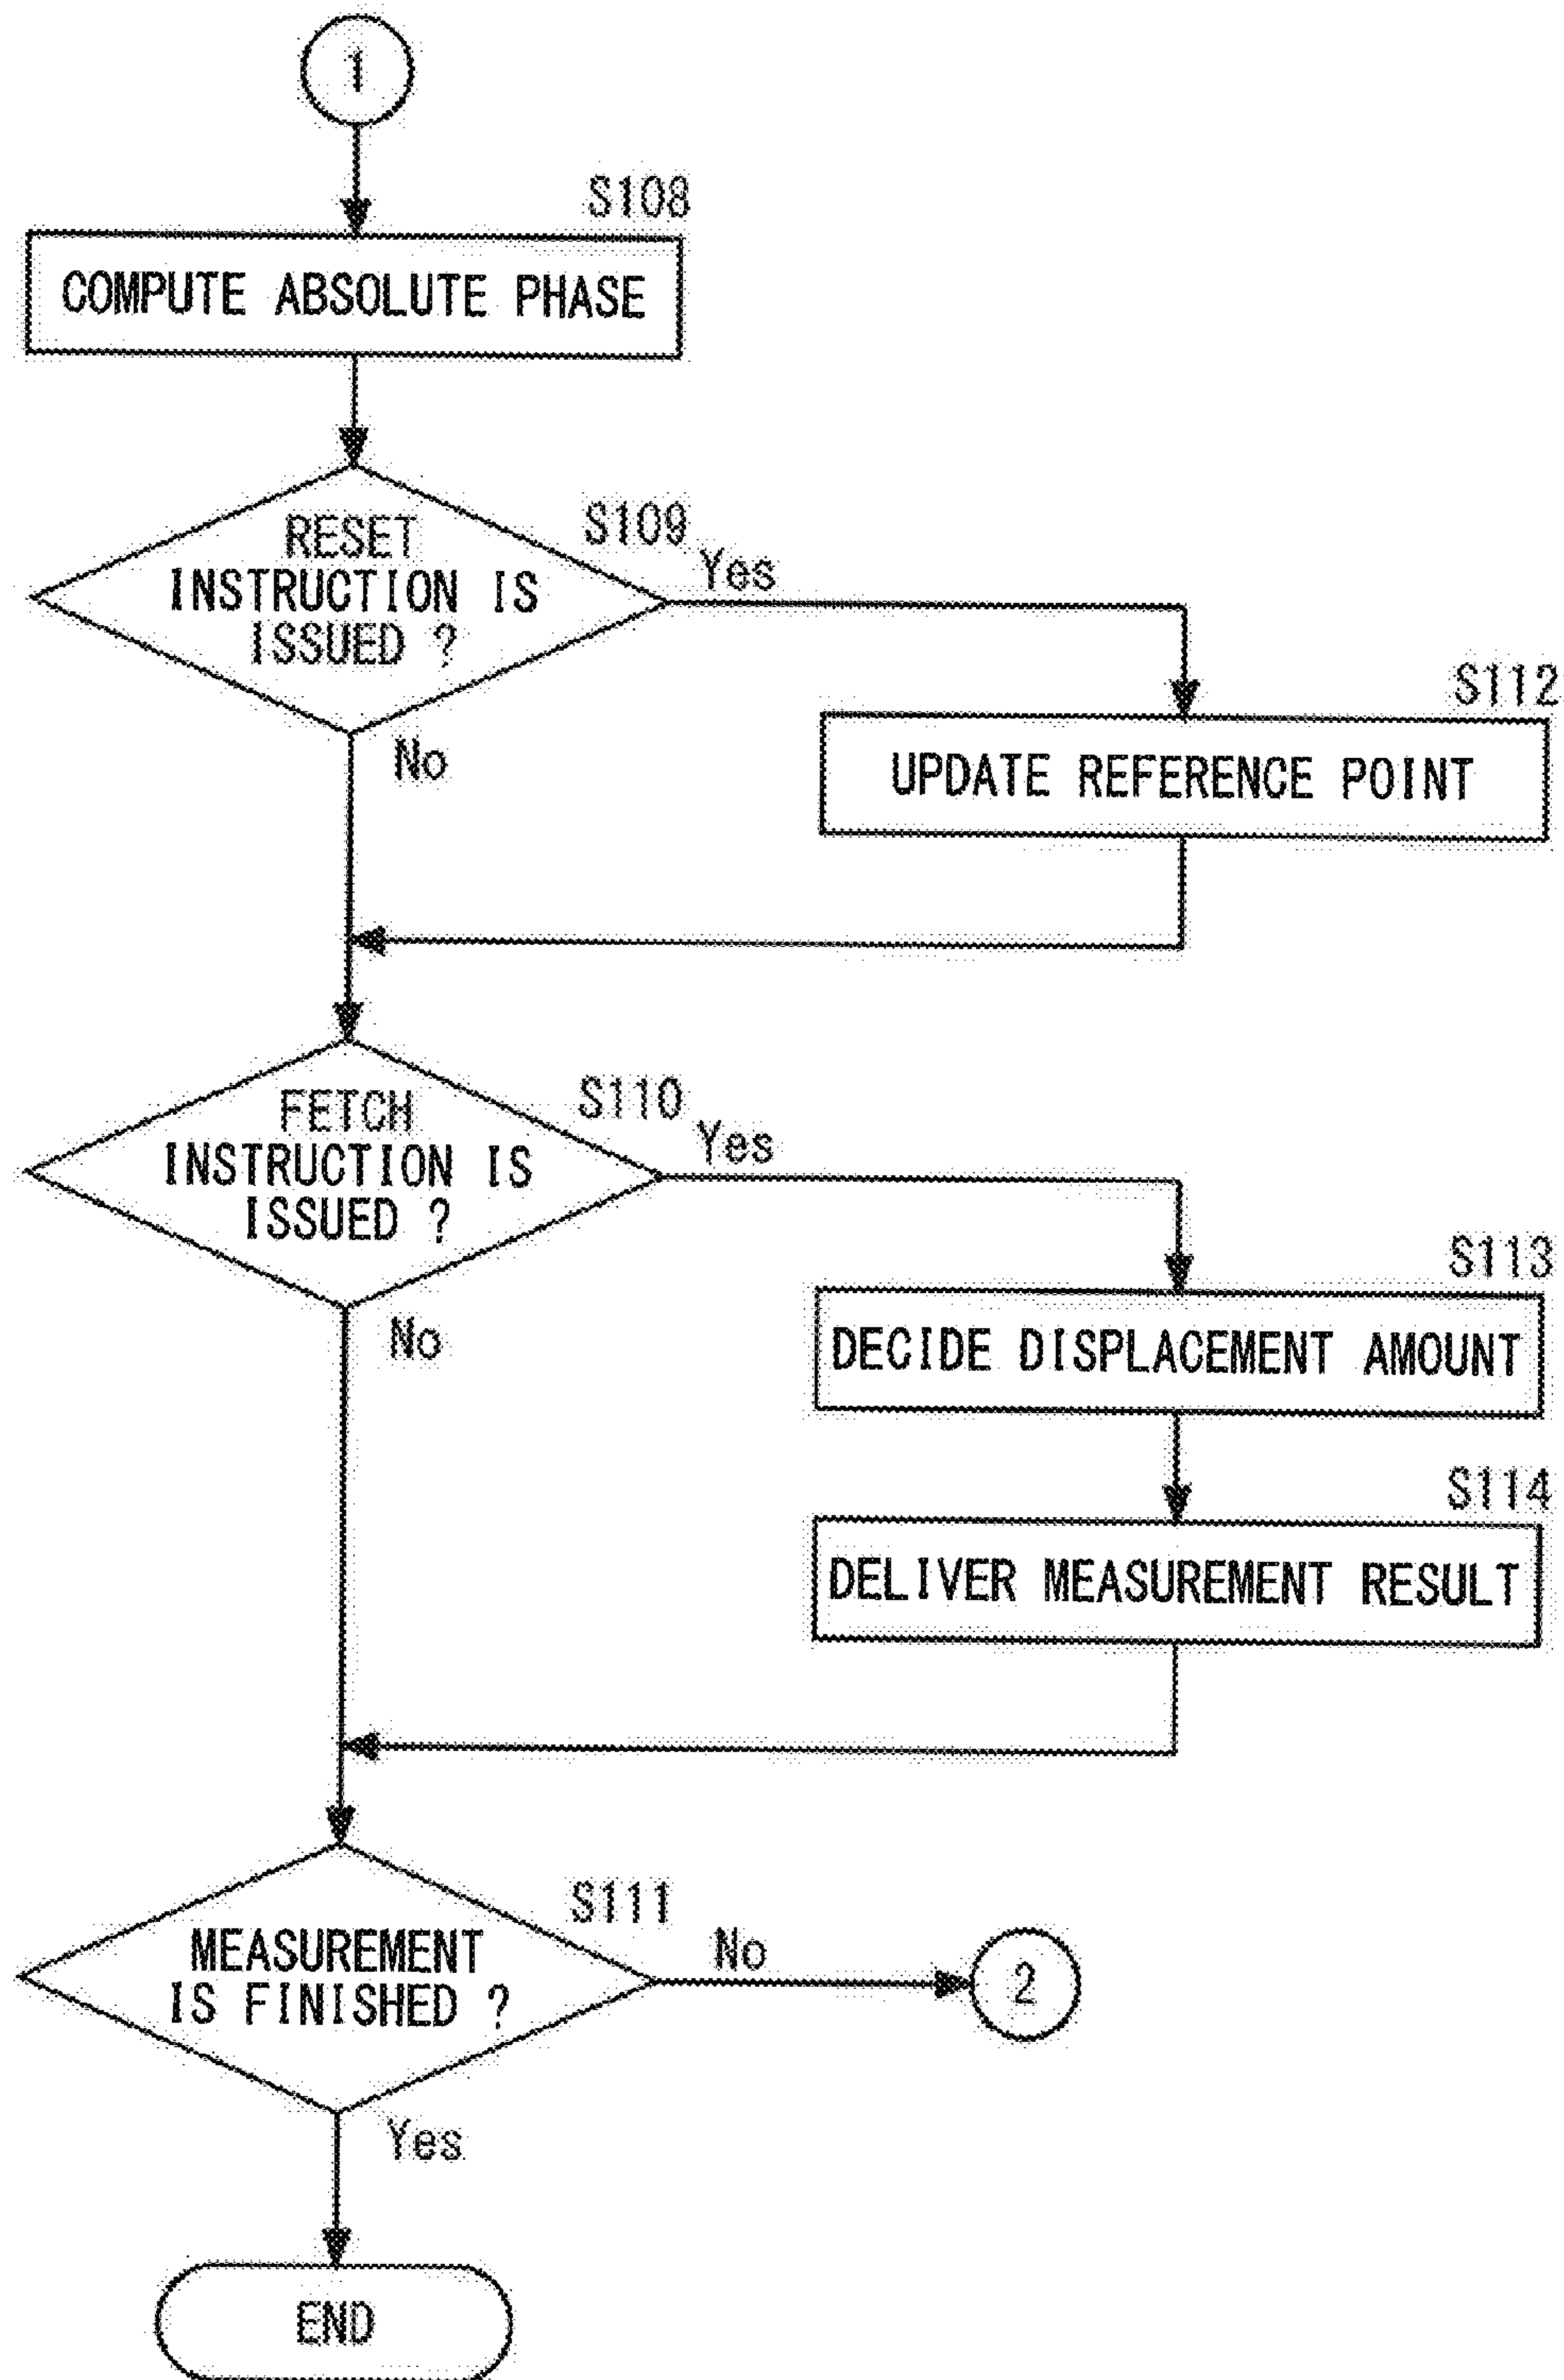 1
S108
COMPUTE ABSOLUTE PHASE
S109
RESET
INSTRUCTION IS
ISSUED ?
Yes
No
S112
UPDATE REFERENCE POINT
S110
FETCH
INSTRUCTION IS
ISSUED ?
Yes
No
S113
DECIDE DISPLACEMENT AMOUNT
S114
DELIVER MEASUREMENT RESULT
S111
MEASUREMENT
IS FINISHED ?
No
2
Yes
END